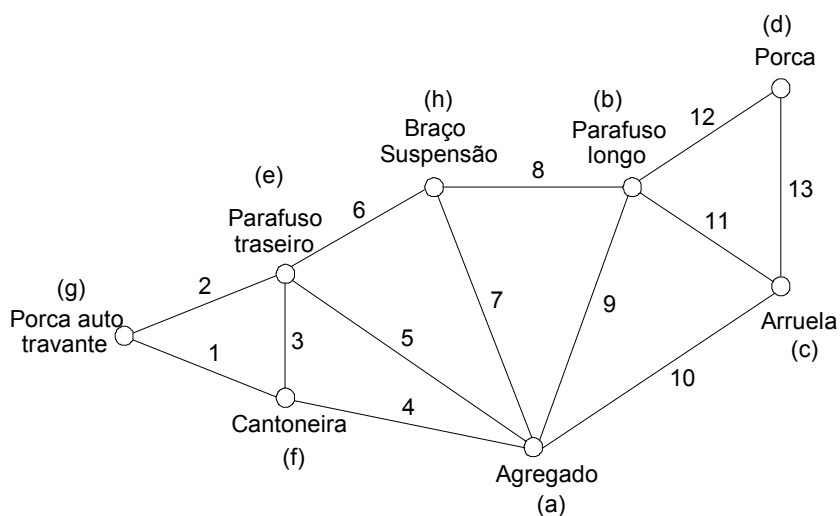 (d)
Porca
(h)
(b)
12
Braço
Suspensão
Parafuso
longo
(e)
8
13
Parafuso
traseiro
6
11
(g)
2
7
9
Porca auto
travante
Arruela
(c)
1
3
5
10
4
Cantoneira
(f)
Agregado
(a)